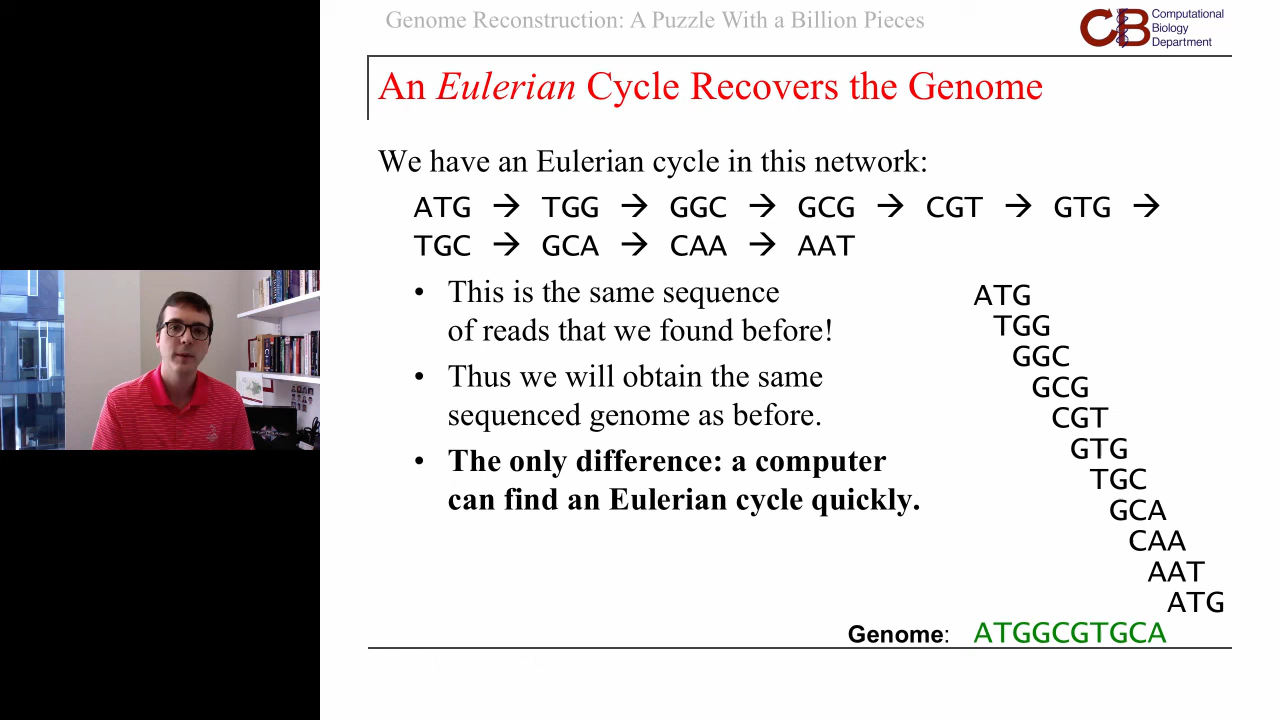 Genome Reconstruction: A Puzzle With a Billion Pieces
CB Computational
Biology
Department
An Eulerian Cycle Recovers the Genome
We have an Eulerian cycle in this network:
ATG → TGG → GGC → GCG → CGT → GTG →
TGC → GCA → CAA → AAT
• This is the same sequence
of reads that we found before!
• Thus we will obtain the same
sequenced genome as before.
• The only difference: a computer
can find an Eulerian cycle quickly.
ATG
TGG
GGC
GCG
CGT
GTG
TGC
GCA
CAA
AAT
ATG
Genome: ATGGCGTGCA